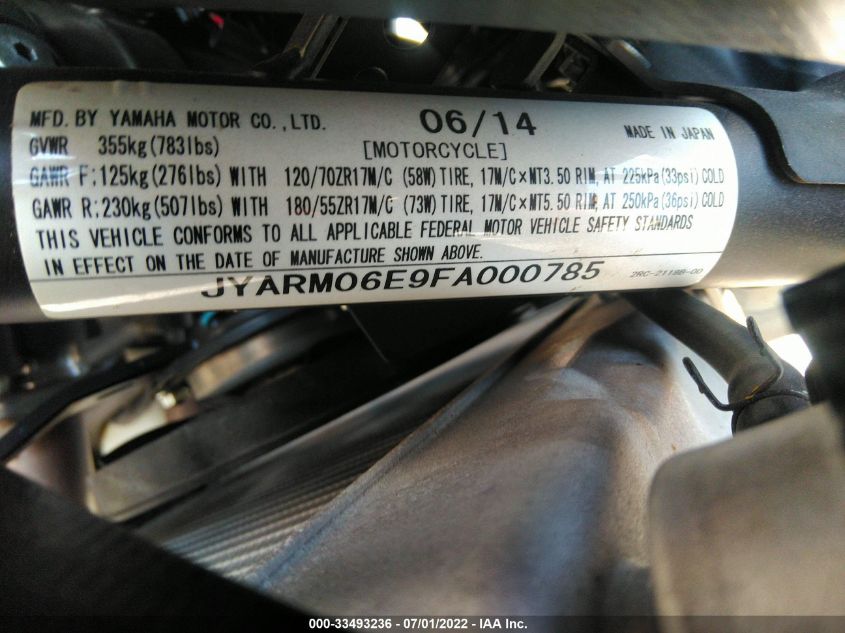 MFD. BY YAMAHA MOTOR CO.,LTD. 06/14 MADE IN JAPAN
GVWR 355kg(783lbs) [MOTORCYCLE]
GAWR F:125kg(276lbs) WITH 120/70ZR17M/C (58W) TIRE, 17M/C×MT3.50 RIM, AT 225kPa(33psi) COLD
GAWR R:230kg(507lbs) WITH 180/55ZR17M/C (73W) TIRE, 17M/C×MT5.50 RIM, AT 250kPa(36psi) COLD
THIS VEHICLE CONFORMS TO ALL APPLICABLE FEDERAL MOTOR VEHICLE SAFETY STANDARDS
IN EFFECT ON THE DATE OF MANUFACTURE SHOWN ABOVE.
JYARM06E9FA000785 2RC-2118B-00
000-33493236 - 07/01/2022 - IAA Inc.